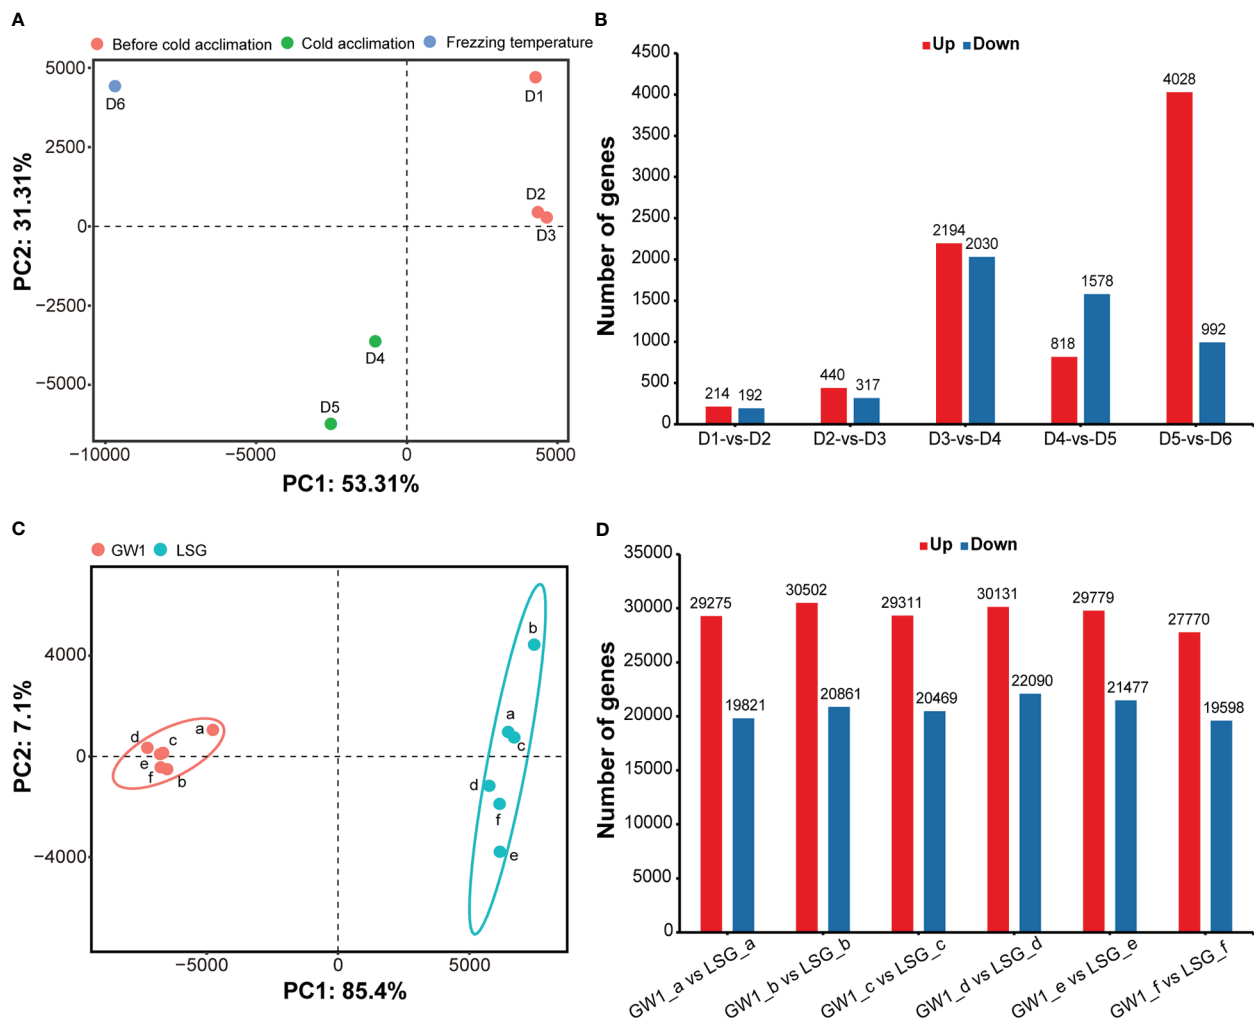 A
Before cold acclimation Cold acclimation Frezzing temperature
5000
2500
0
−2500
−5000
PC2: 31.31%
D6
D1
D2
D3
D4
D5
−10000 −5000 0 5000
PC1: 53.31%
B
Up Down
4500
4000
3500
3000
2500
2000
1500
1000
500
0
Number of genes
214 192
440 317
2194 2030
818 1578
4028 992
D1-vs-D2 D2-vs-D3 D3-vs-D4 D4-vs-D5 D5-vs-D6
C
GW1 LSG
4000
0
−4000
PC2: 7.1%
a
d c
e
f b
b
a
c
d
f
e
−5000 0 5000
PC1: 85.4%
D
Up Down
35000
30000
25000
20000
15000
10000
5000
0
Number of genes
29275 19821
30502 20861
29311 20469
30131 22090
29779 21477
27770 19598
GW1_a vs LSG_a
GW1_b vs LSG_b
GW1_c vs LSG_c
GW1_d vs LSG_d
GW1_e vs LSG_e
GW1_f vs LSG_f